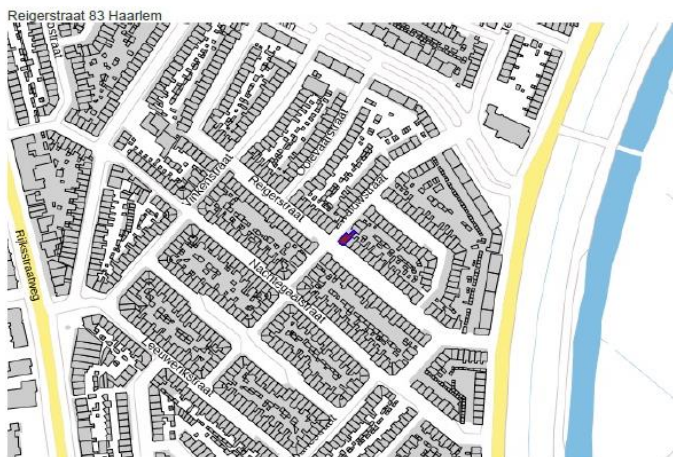 Reigerstraat 83 Haarlem
Vinkenstraat
Reigerstraat
Rijksstraatweg
Nachtegaalstraat
Leeuwerikstraat